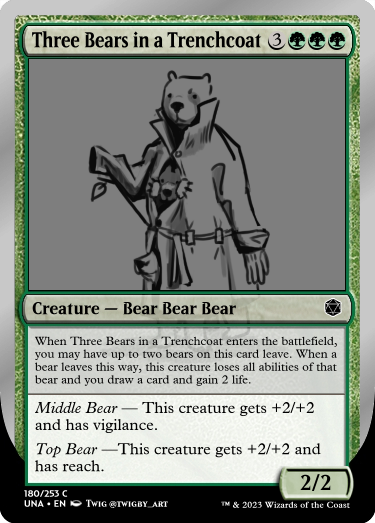 Three Bears in a Trenchcoat 3
Creature — Bear Bear Bear
When Three Bears in a Trenchcoat enters the battlefield,
you may have up to two bears on this card leave. When a
bear leaves this way, this creature loses all abilities of that
bear and you draw a card and gain 2 life.
Middle Bear — This creature gets +2/+2
and has vigilance.
Top Bear —This creature gets +2/+2 and
has reach.
2/2
180/253 C
UNA • EN Twig @twigby_art ™ & 2023 Wizards of the Coast